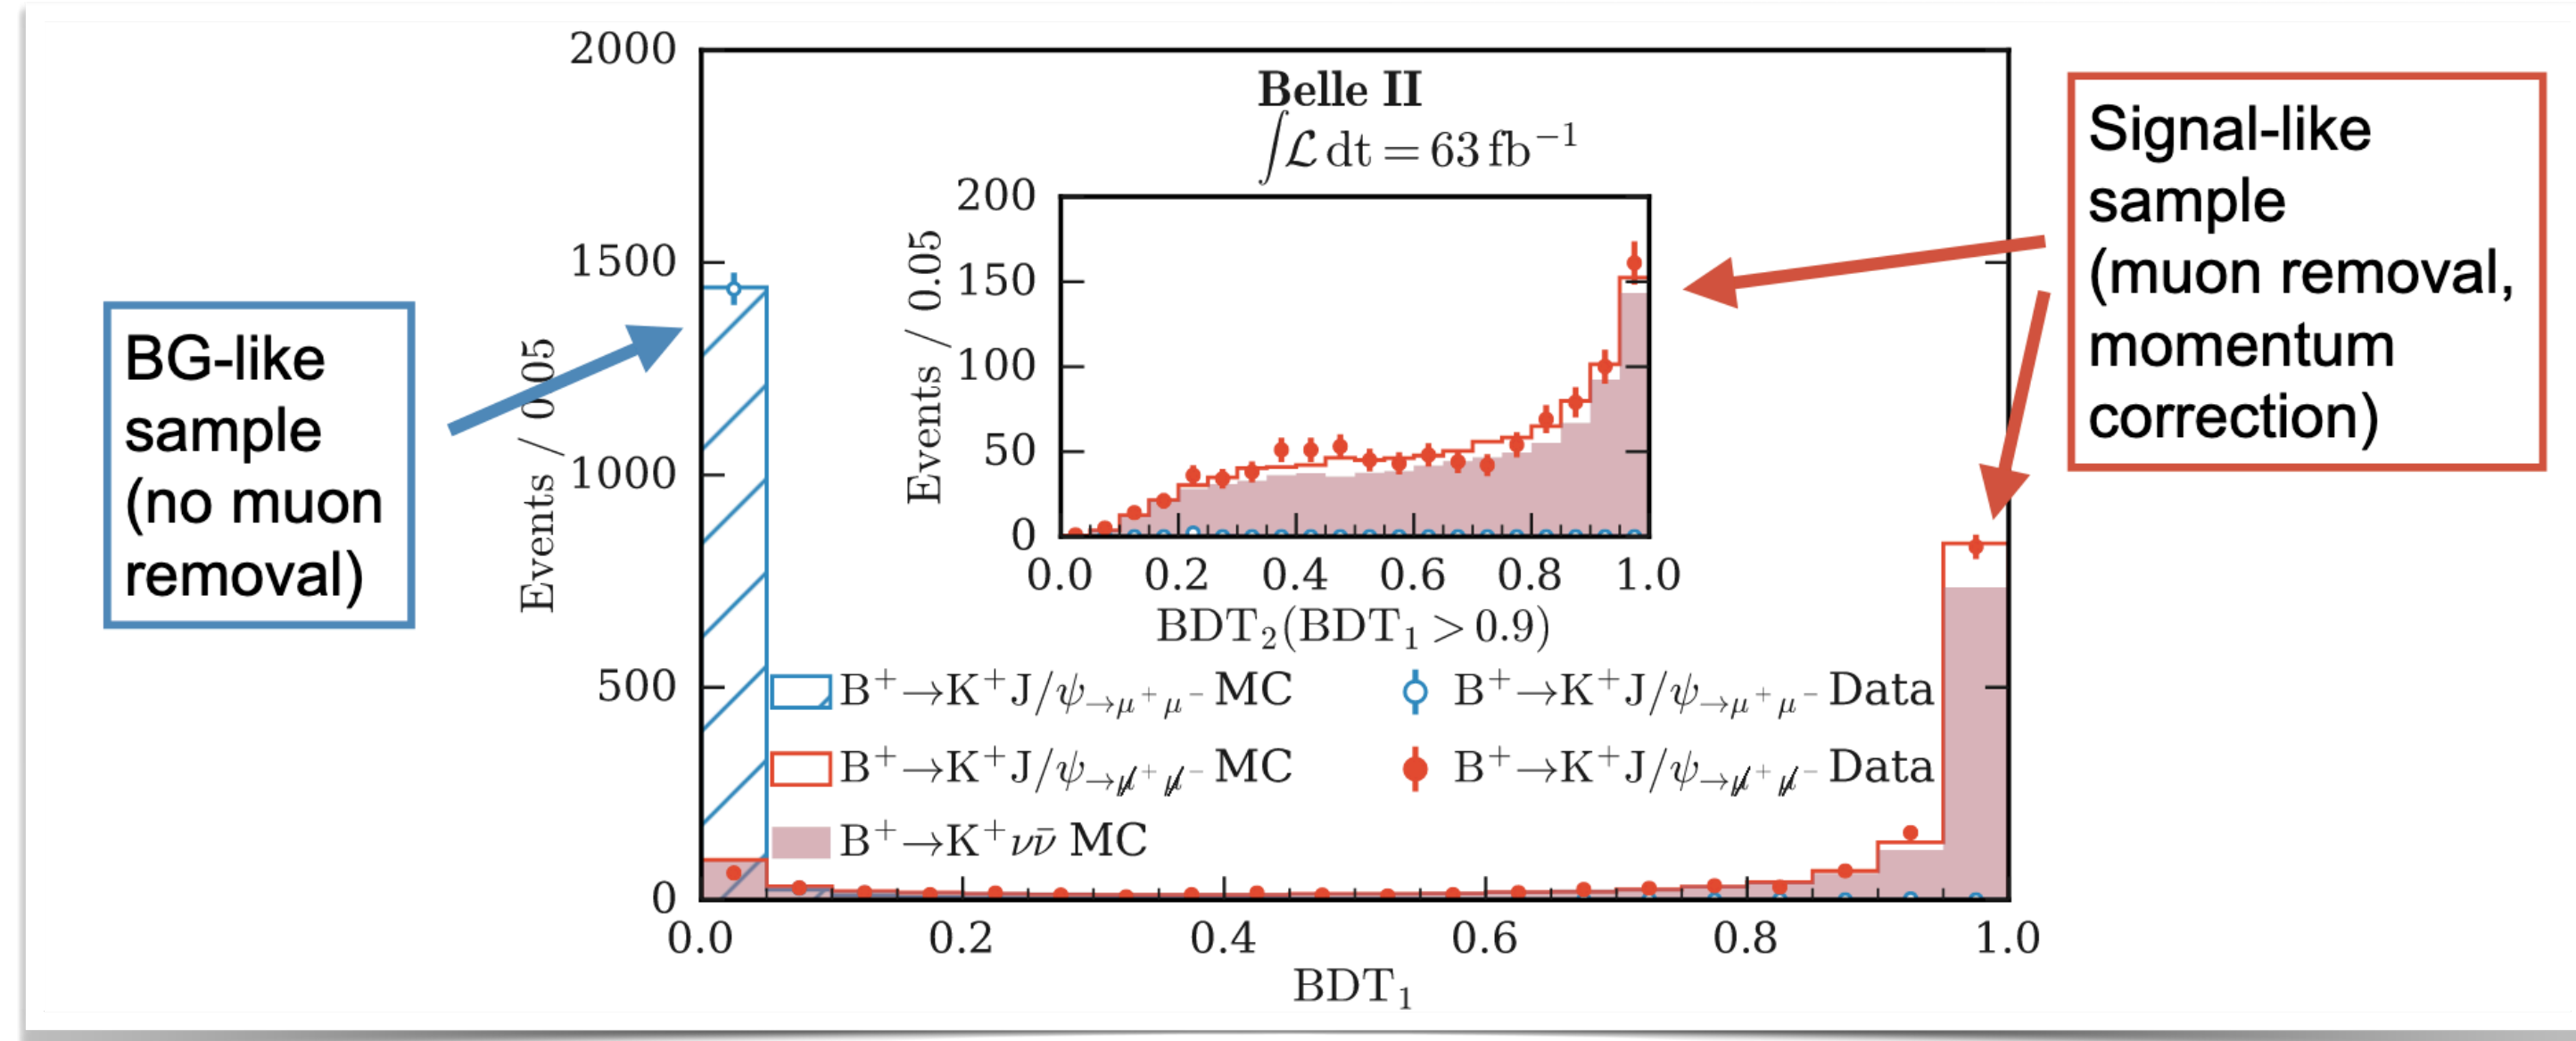 2000
1500
1000
500
0
Events / 0.05
BG-like
sample
(no muon
removal)
Belle II
∫ℒ dt = 63 fb⁻¹
200
150
100
50
0
Events / 0.05
0.0 0.2 0.4 0.6 0.8 1.0
BDT₂(BDT₁ > 0.9)
Signal-like
sample
(muon removal,
momentum
correction)
B⁺→K⁺J/ψ→μ⁺μ⁻ MC
B⁺→K⁺J/ψ→μ̸⁺μ̸⁻ MC
B⁺→K⁺νν̄ MC
B⁺→K⁺J/ψ→μ⁺μ⁻ Data
B⁺→K⁺J/ψ→μ̸⁺μ̸⁻ Data
0.0 0.2 0.4 0.6 0.8 1.0
BDT₁